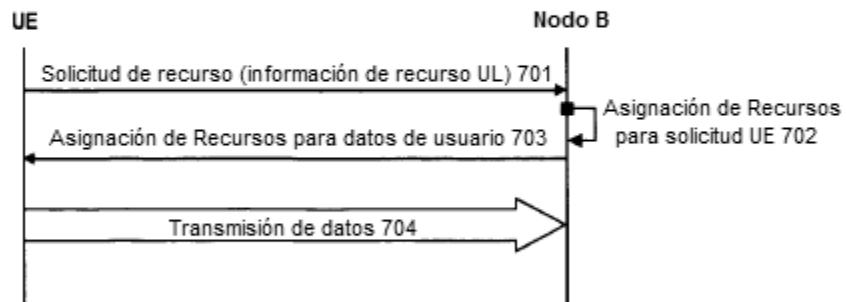 UE
Nodo B
Solicitud de recurso (información de recurso UL) 701
Asignación de Recursos
para solicitud UE 702
Asignación de Recursos para datos de usuario 703
Transmisión de datos 704